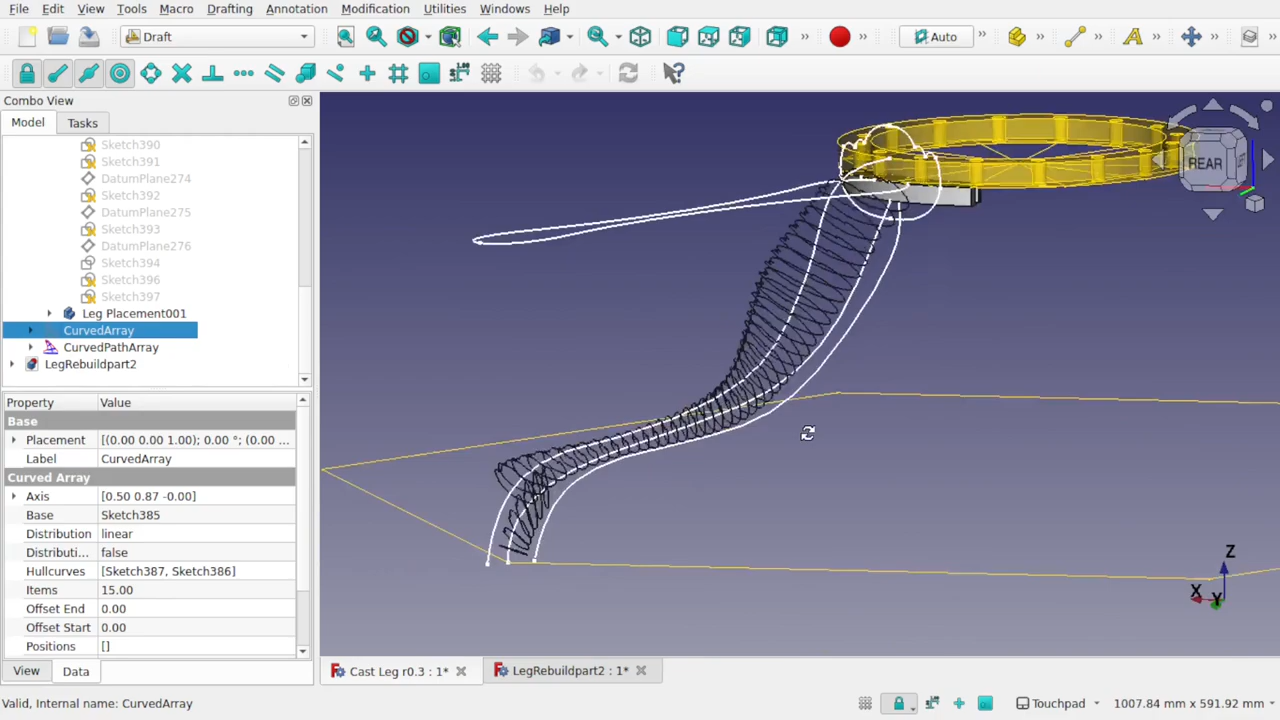 File Edit View Tools Macro Drafting Annotation Modification Utilities Windows Help
Draft
Auto
Combo View
Model Tasks
Sketch390
Sketch391
DatumPlane274
Sketch392
DatumPlane275
Sketch393
DatumPlane276
Sketch394
Sketch396
Sketch397
Leg Placement001
CurvedArray
CurvedPathArray
LegRebuildpart2
Property Value
Base
Placement [(0.00 0.00 1.00); 0.00 °; (0.00 ...
Label CurvedArray
Curved Array
Axis [0.50 0.87 -0.00]
Base Sketch385
Distribution linear
Distributi... false
Hullcurves [Sketch387, Sketch386]
Items 15.00
Offset End 0.00
Offset Start 0.00
Positions []
View Data
REAR
Z
X
Y
Cast Leg r0.3 : 1*
LegRebuildpart2 : 1*
Valid, Internal name: CurvedArray
Touchpad
1007.84 mm x 591.92 mm